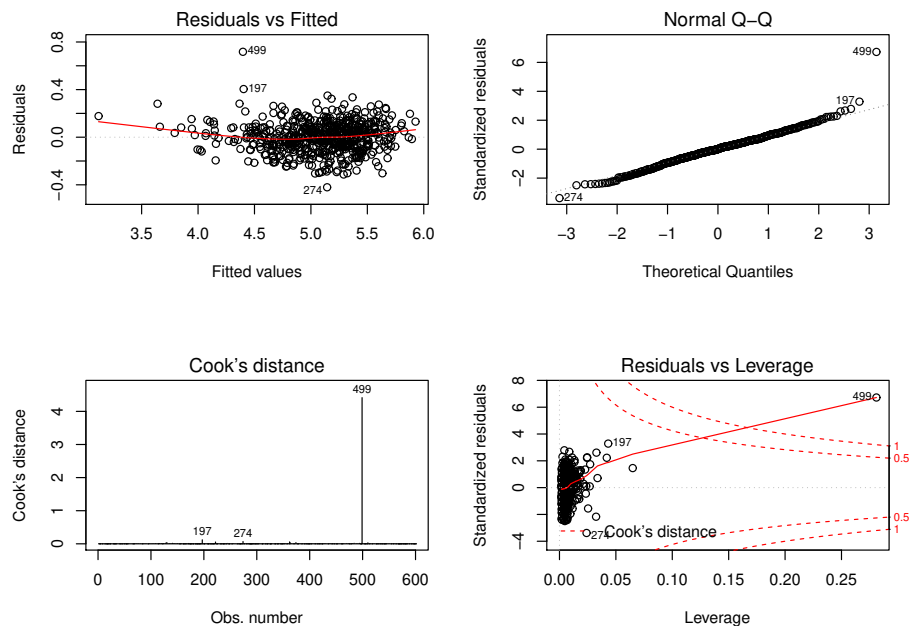 Residuals vs Fitted
Residuals
0.8
0.4
0.0
−0.4
499
197
274
3.5 4.0 4.5 5.0 5.5 6.0
Fitted values
Normal Q−Q
Standardized residuals
6
4
2
0
−2
499
197
274
−3 −2 −1 0 1 2 3
Theoretical Quantiles
Cook's distance
Cook's distance
4
3
2
1
0
499
197
274
0 100 200 300 400 500 600
Obs. number
Residuals vs Leverage
Standardized residuals
8
6
4
2
0
−2
−4
499
197
274
Cook's distance
1
0.5
0.5
1
0.00 0.05 0.10 0.15 0.20 0.25
Leverage